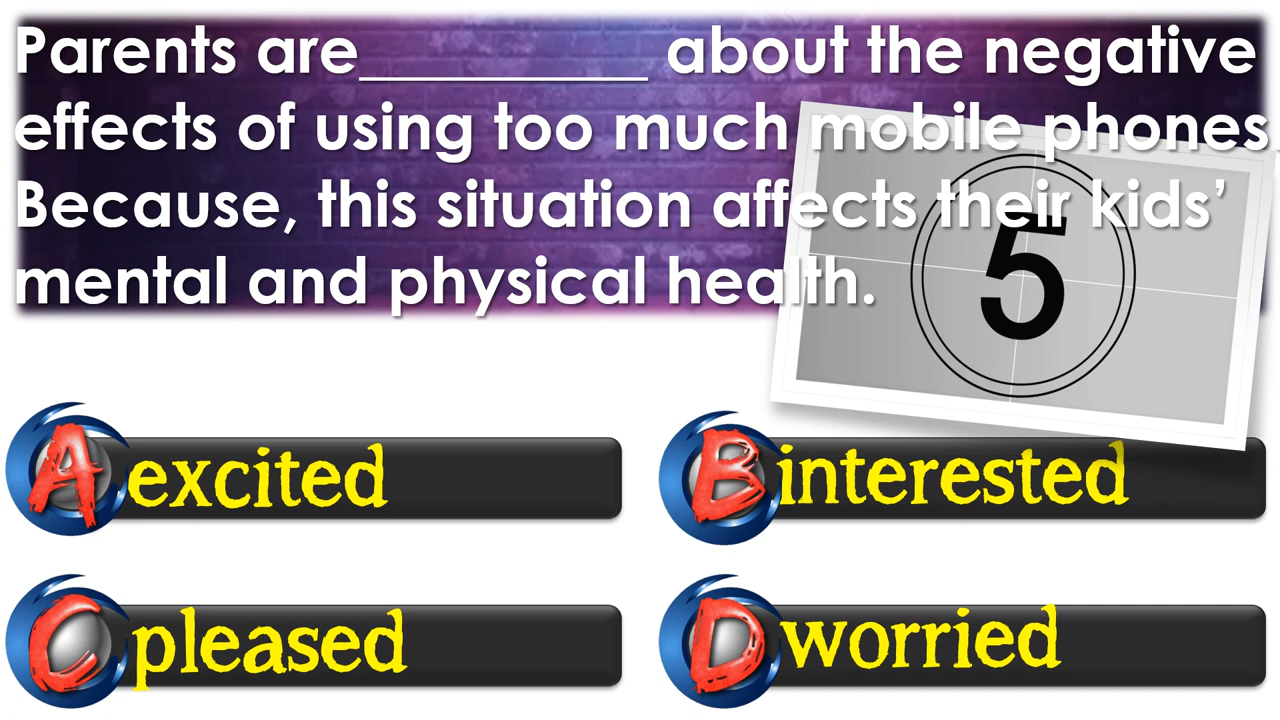 Parents are_________ about the negative
effects of using too much mobile phones.
Because, this situation affects their kids’
mental and physical health.
5
A excited
B interested
C pleased
D worried